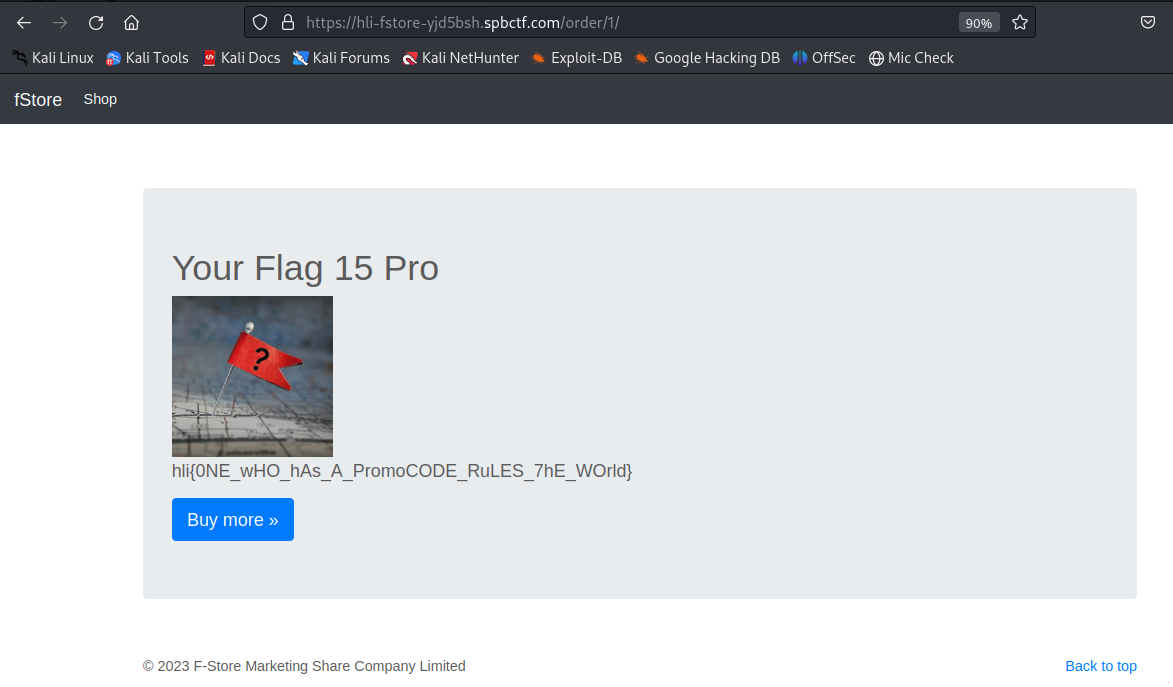 https://hli-fstore-yjd5bsh.spbctf.com/order/1/ 90%
Kali Linux Kali Tools Kali Docs Kali Forums Kali NetHunter Exploit-DB Google Hacking DB OffSec Mic Check
fStore Shop
Your Flag 15 Pro
?
hli{0NE_wHO_hAs_A_PromoCODE_RuLES_7hE_WOrld}
Buy more »
© 2023 F-Store Marketing Share Company Limited Back to top